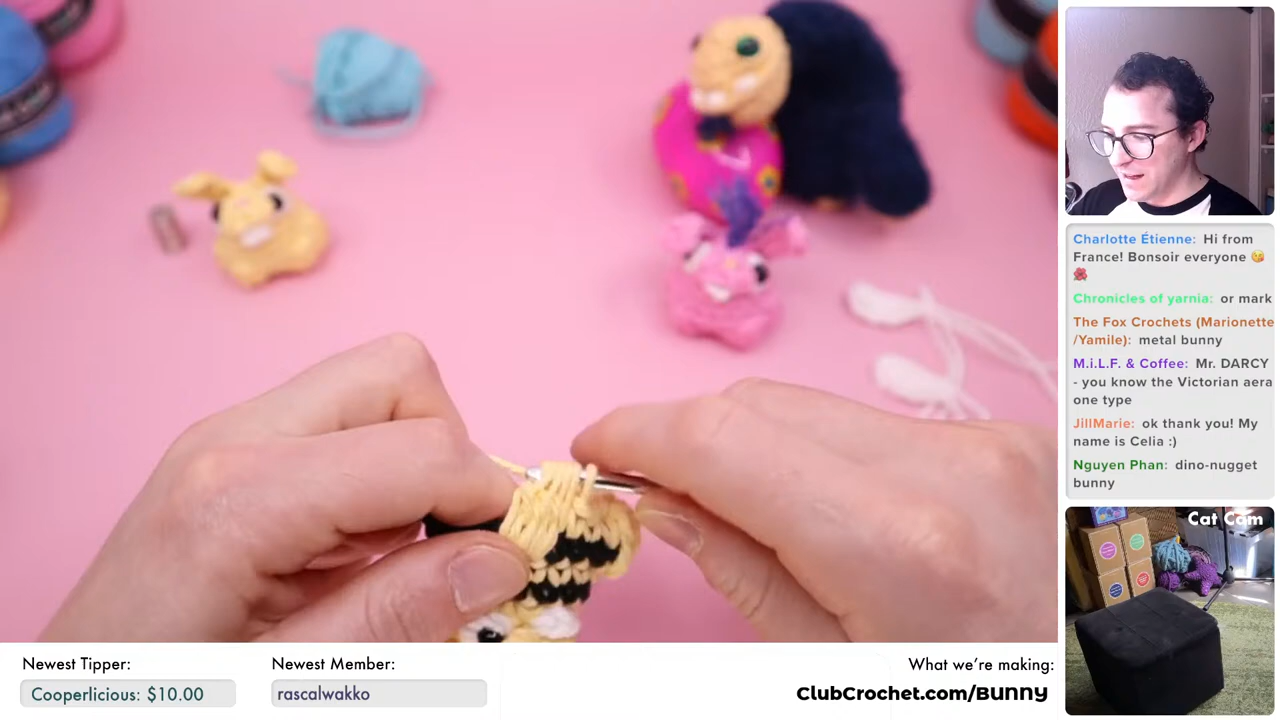 Charlotte Étienne: Hi from
France! Bonsoir everyone 😘
🌺
Chronicles of yarnia: or mark
The Fox Crochets (Marionette
/Yamile): metal bunny
M.i.L.F. & Coffee: Mr. DARCY
- you know the Victorian aera
one type
JillMarie: ok thank you! My
name is Celia :)
Nguyen Phan: dino-nugget
bunny
Cat Cam
Newest Tipper:
Cooperlicious: $10.00
Newest Member:
rascalwakko
What we're making:
ClubCrochet.com/BUNNY